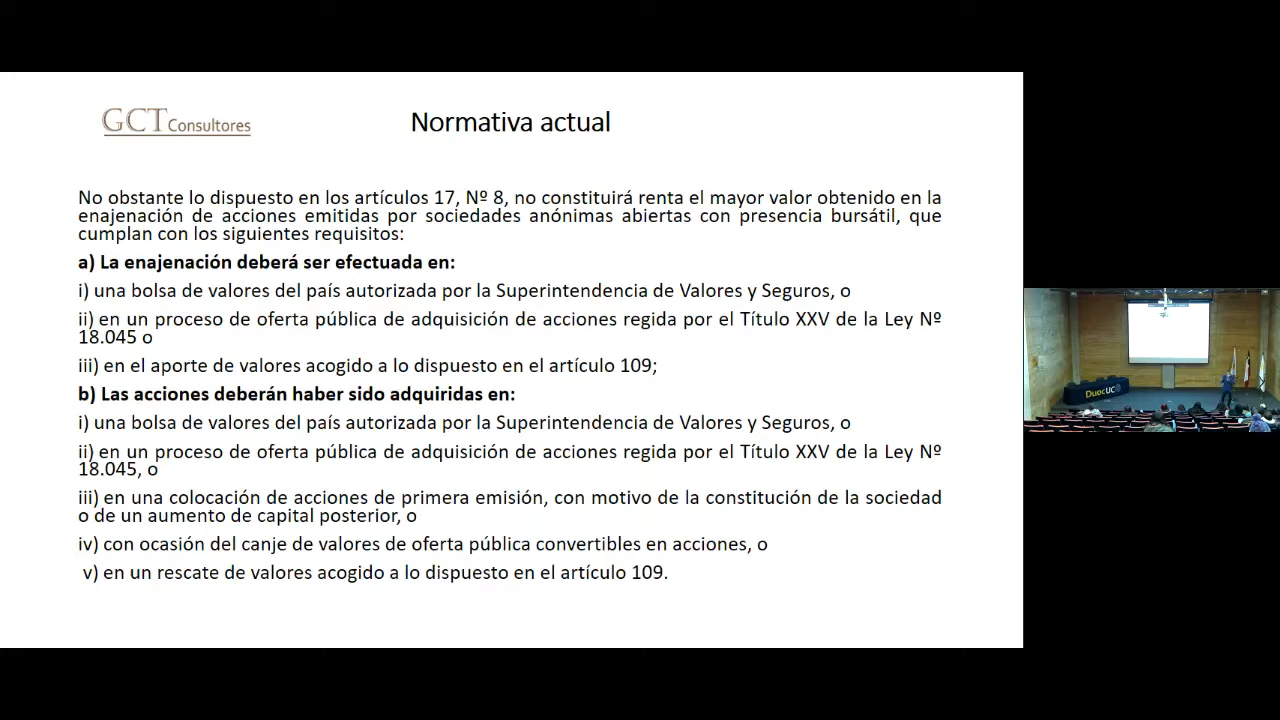 GCT Consultores
Normativa actual
No obstante lo dispuesto en los artículos 17, Nº 8, no constituirá renta el mayor valor obtenido en la
enajenación de acciones emitidas por sociedades anónimas abiertas con presencia bursátil, que
cumplan con los siguientes requisitos:
a) La enajenación deberá ser efectuada en:
i) una bolsa de valores del país autorizada por la Superintendencia de Valores y Seguros, o
ii) en un proceso de oferta pública de adquisición de acciones regida por el Título XXV de la Ley Nº
18.045 o
iii) en el aporte de valores acogido a lo dispuesto en el artículo 109;
b) Las acciones deberán haber sido adquiridas en:
i) una bolsa de valores del país autorizada por la Superintendencia de Valores y Seguros, o
ii) en un proceso de oferta pública de adquisición de acciones regida por el Título XXV de la Ley Nº
18.045, o
iii) en una colocación de acciones de primera emisión, con motivo de la constitución de la sociedad
o de un aumento de capital posterior, o
iv) con ocasión del canje de valores de oferta pública convertibles en acciones, o
v) en un rescate de valores acogido a lo dispuesto en el artículo 109.
Duoc UC